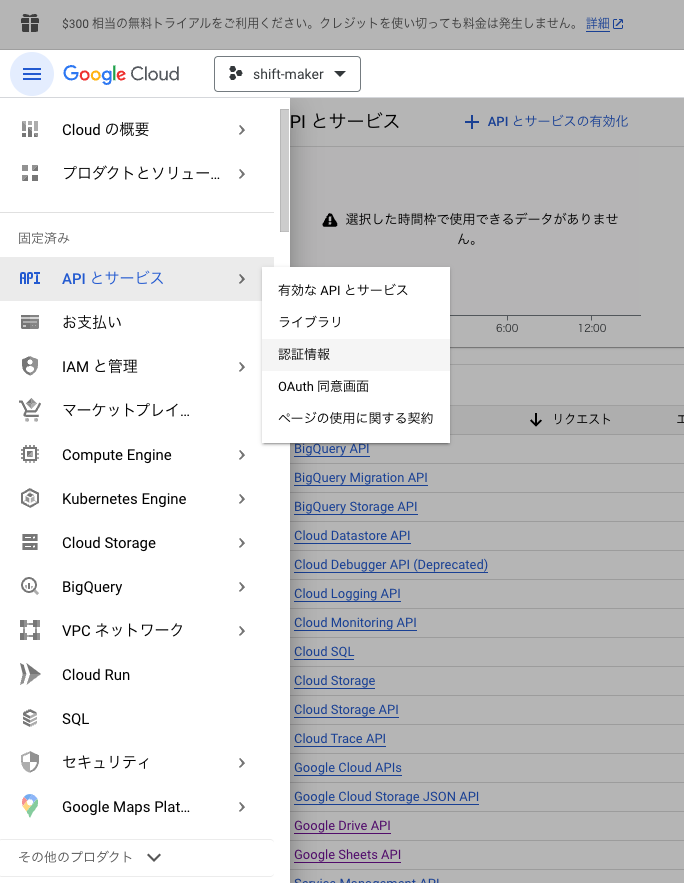 $300 相当の無料トライアルをご利用ください。クレジットを使い切っても料金は発生しません。 詳細
Google Cloud
shift-maker
Cloud の概要
プロダクトとソリュー...
固定済み
API API とサービス
お支払い
IAM と管理
マーケットプレイ...
Compute Engine
Kubernetes Engine
Cloud Storage
BigQuery
VPC ネットワーク
Cloud Run
SQL
セキュリティ
Google Maps Plat...
その他のプロダクト
有効な API とサービス
ライブラリ
認証情報
OAuth 同意画面
ページの使用に関する契約
PI とサービス
API とサービスの有効化
選択した時間枠で使用できるデータがありませ
ん。
6:00 12:00
リクエスト
BigQuery API
BigQuery Migration API
BigQuery Storage API
Cloud Datastore API
Cloud Debugger API (Deprecated)
Cloud Logging API
Cloud Monitoring API
Cloud SQL
Cloud Storage
Cloud Storage API
Cloud Trace API
Google Cloud APIs
Google Cloud Storage JSON API
Google Drive API
Google Sheets API
Service Management API